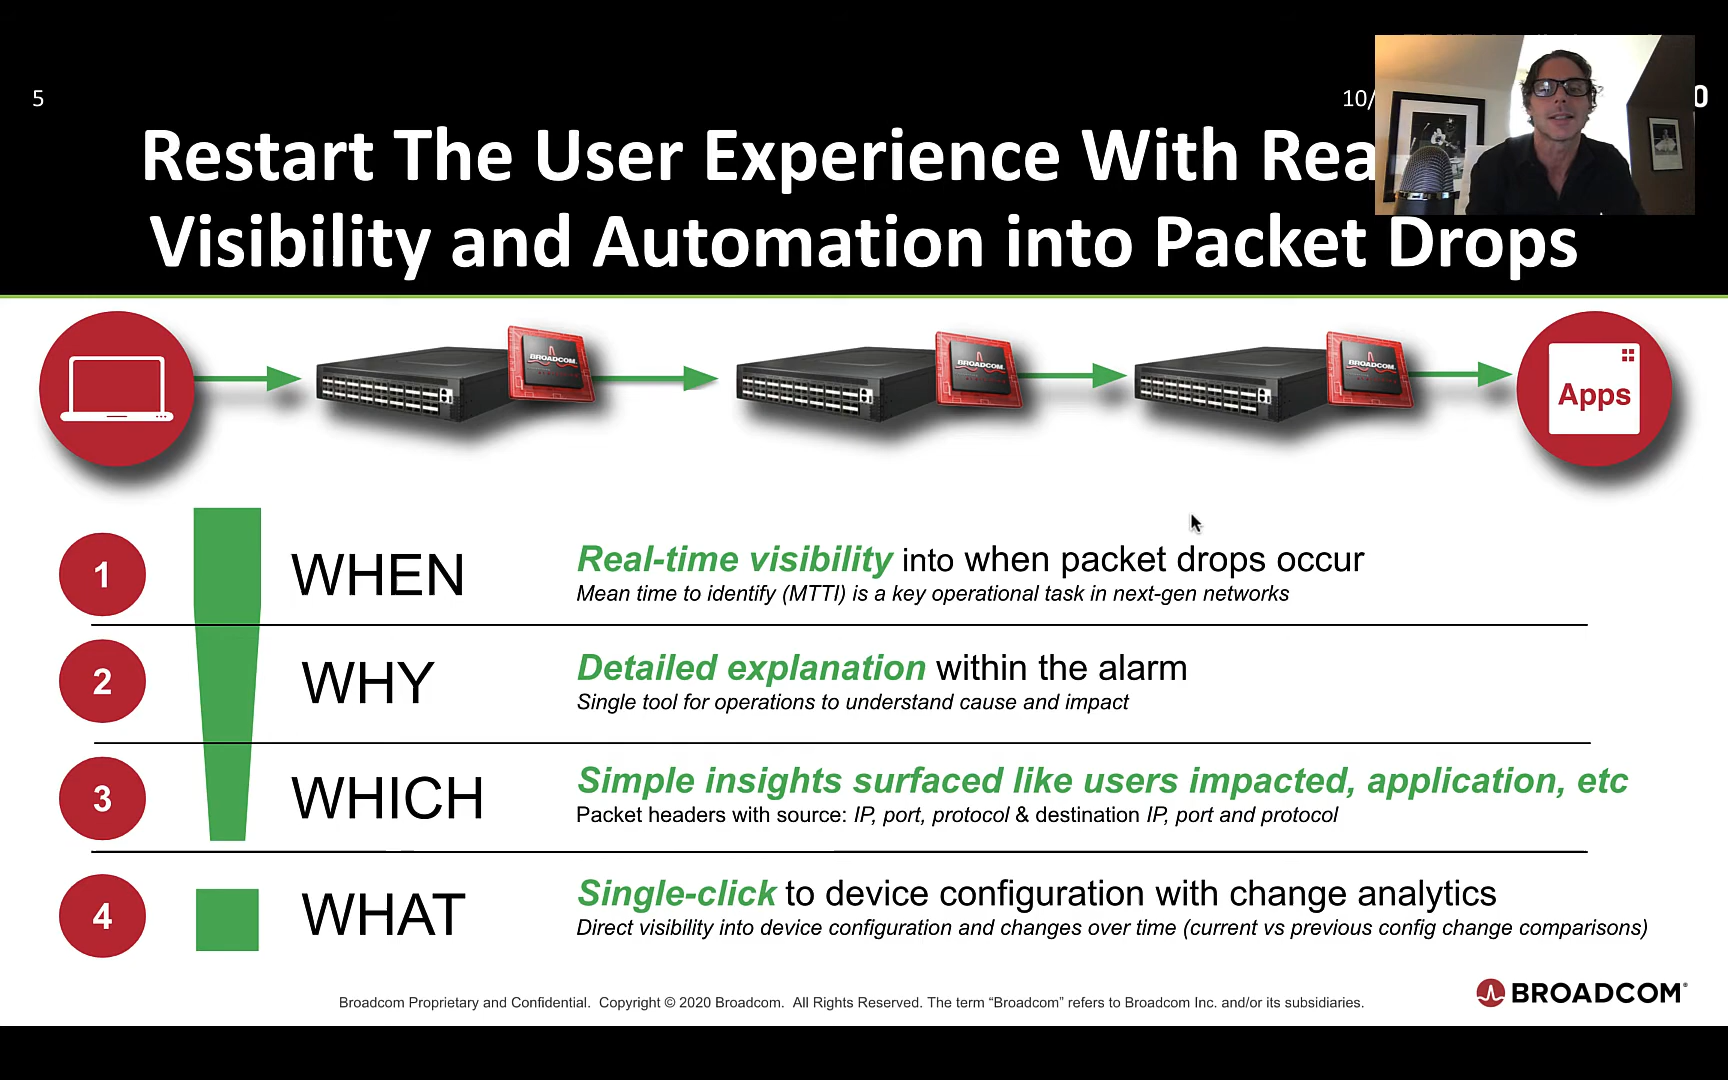 5
10/
0
Restart The User Experience With Rea
Visibility and Automation into Packet Drops
BROADCOM
BROADCOM
BROADCOM
Apps
1
WHEN
Real-time visibility into when packet drops occur
Mean time to identify (MTTI) is a key operational task in next-gen networks
2
WHY
Detailed explanation within the alarm
Single tool for operations to understand cause and impact
3
WHICH
Simple insights surfaced like users impacted, application, etc
Packet headers with source: IP, port, protocol & destination IP, port and protocol
4
WHAT
Single-click to device configuration with change analytics
Direct visibility into device configuration and changes over time (current vs previous config change comparisons)
Broadcom Proprietary and Confidential. Copyright © 2020 Broadcom. All Rights Reserved. The term “Broadcom” refers to Broadcom Inc. and/or its subsidiaries.
BROADCOM®